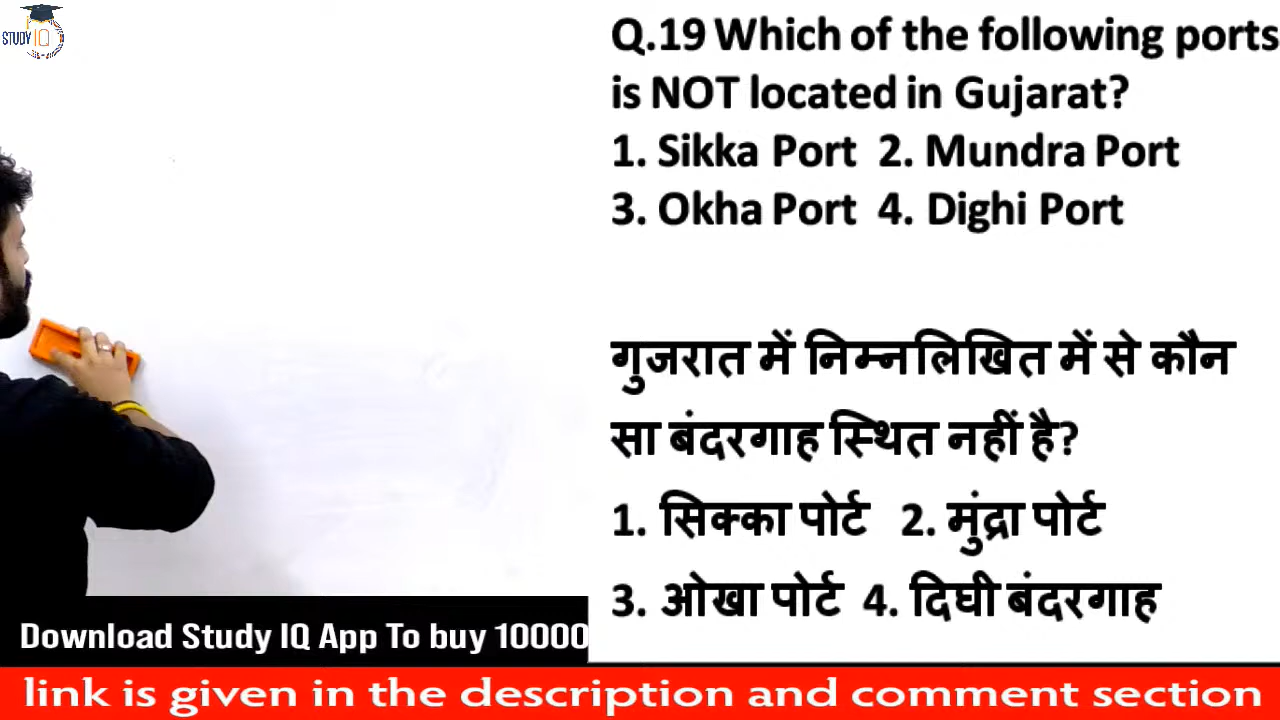 STUDY IQ
Q.19 Which of the following ports
is NOT located in Gujarat?
1. Sikka Port 2. Mundra Port
3. Okha Port 4. Dighi Port
गुजरात में निम्नलिखित में से कौन
सा बंदरगाह स्थित नहीं है?
1. सिक्का पोर्ट 2. मुंद्रा पोर्ट
3. ओखा पोर्ट 4. दिघी बंदरगाह
Download Study IQ App To buy 10000
link is given in the description and comment section